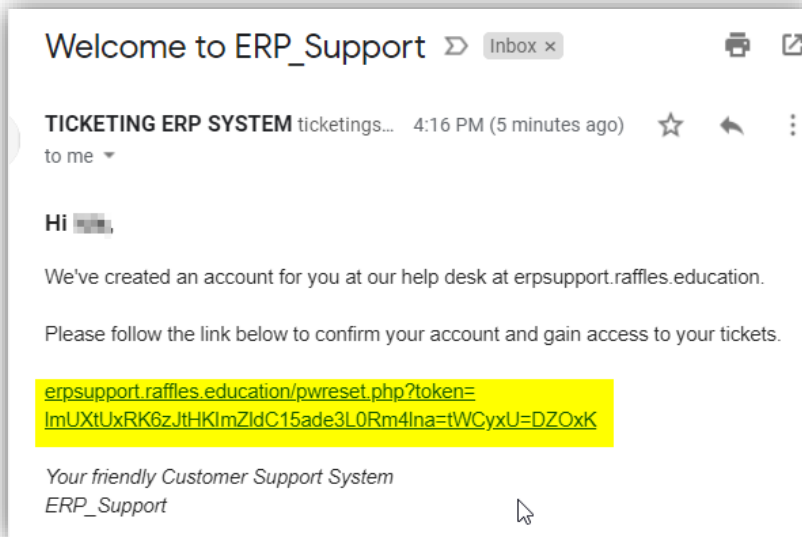 Welcome to ERP_Support Inbox ×
TICKETING ERP SYSTEM ticketings... 4:16 PM (5 minutes ago)
to me
Hi
We've created an account for you at our help desk at erpsupport.raffles.education.
Please follow the link below to confirm your account and gain access to your tickets.
erpsupport.raffles.education/pwreset.php?token=
lmUXtUxRK6zJtHKImZIdC15ade3L0Rm4lna=tWCyxU=DZOxK
Your friendly Customer Support System
ERP_Support